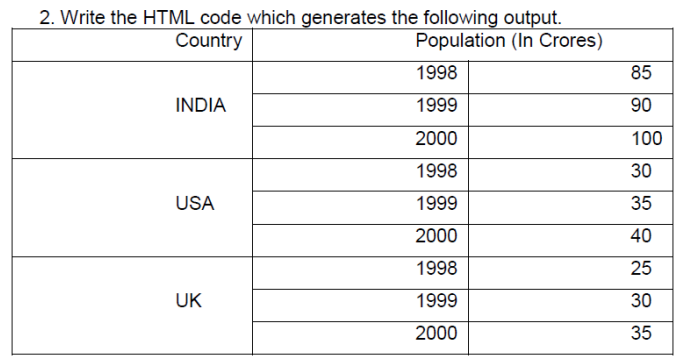 2. Write the HTML code which generates the following output.
Country Population (In Crores)
1998 85
INDIA 1999 90
2000 100
1998 30
USA 1999 35
2000 40
1998 25
UK 1999 30
2000 35